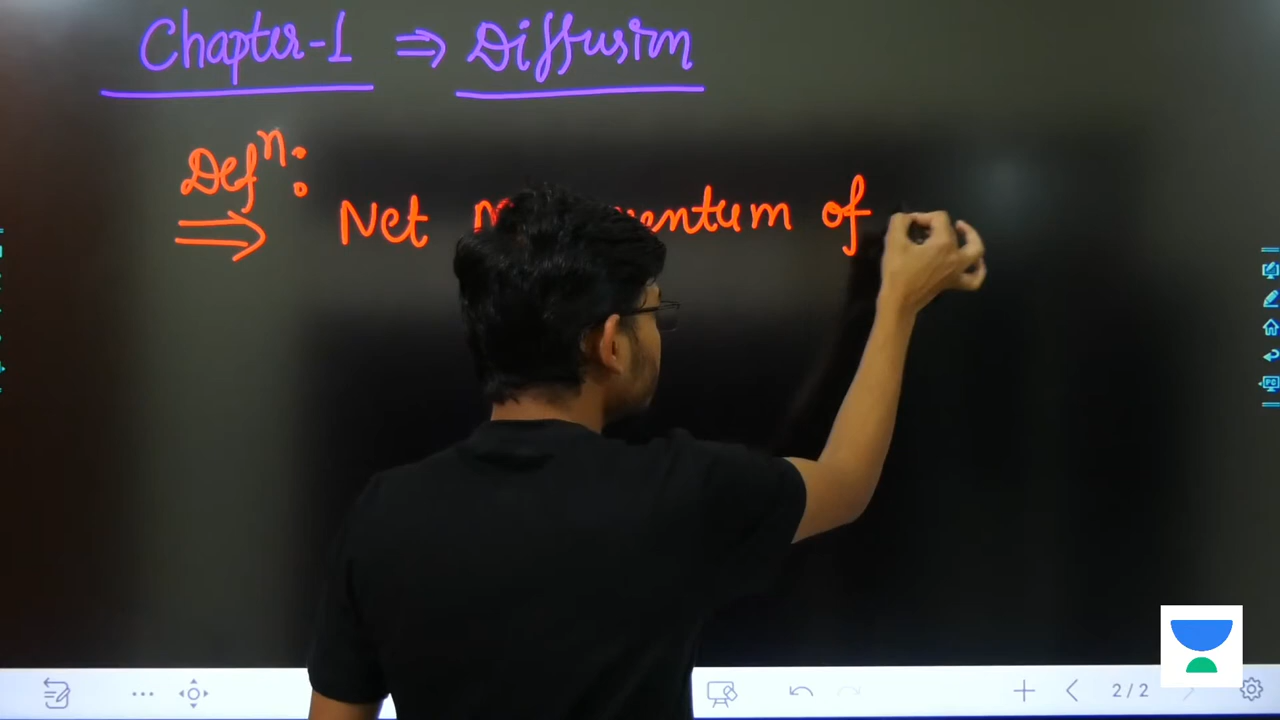 Chapter-1 ⇒ Diffusion
Defⁿ:
⇒ Net of
2/2